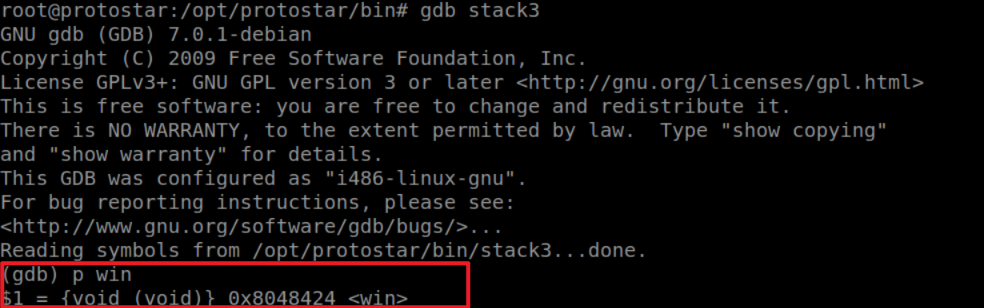 root@protostar:/opt/protostar/bin# gdb stack3
GNU gdb (GDB) 7.0.1-debian
Copyright (C) 2009 Free Software Foundation, Inc.
License GPLv3+: GNU GPL version 3 or later <http://gnu.org/licenses/gpl.html>
This is free software: you are free to change and redistribute it.
There is NO WARRANTY, to the extent permitted by law.  Type "show copying"
and "show warranty" for details.
This GDB was configured as "i486-linux-gnu".
For bug reporting instructions, please see:
<http://www.gnu.org/software/gdb/bugs/>...
Reading symbols from /opt/protostar/bin/stack3...done.
(gdb) p win
$1 = {void (void)} 0x8048424 <win>